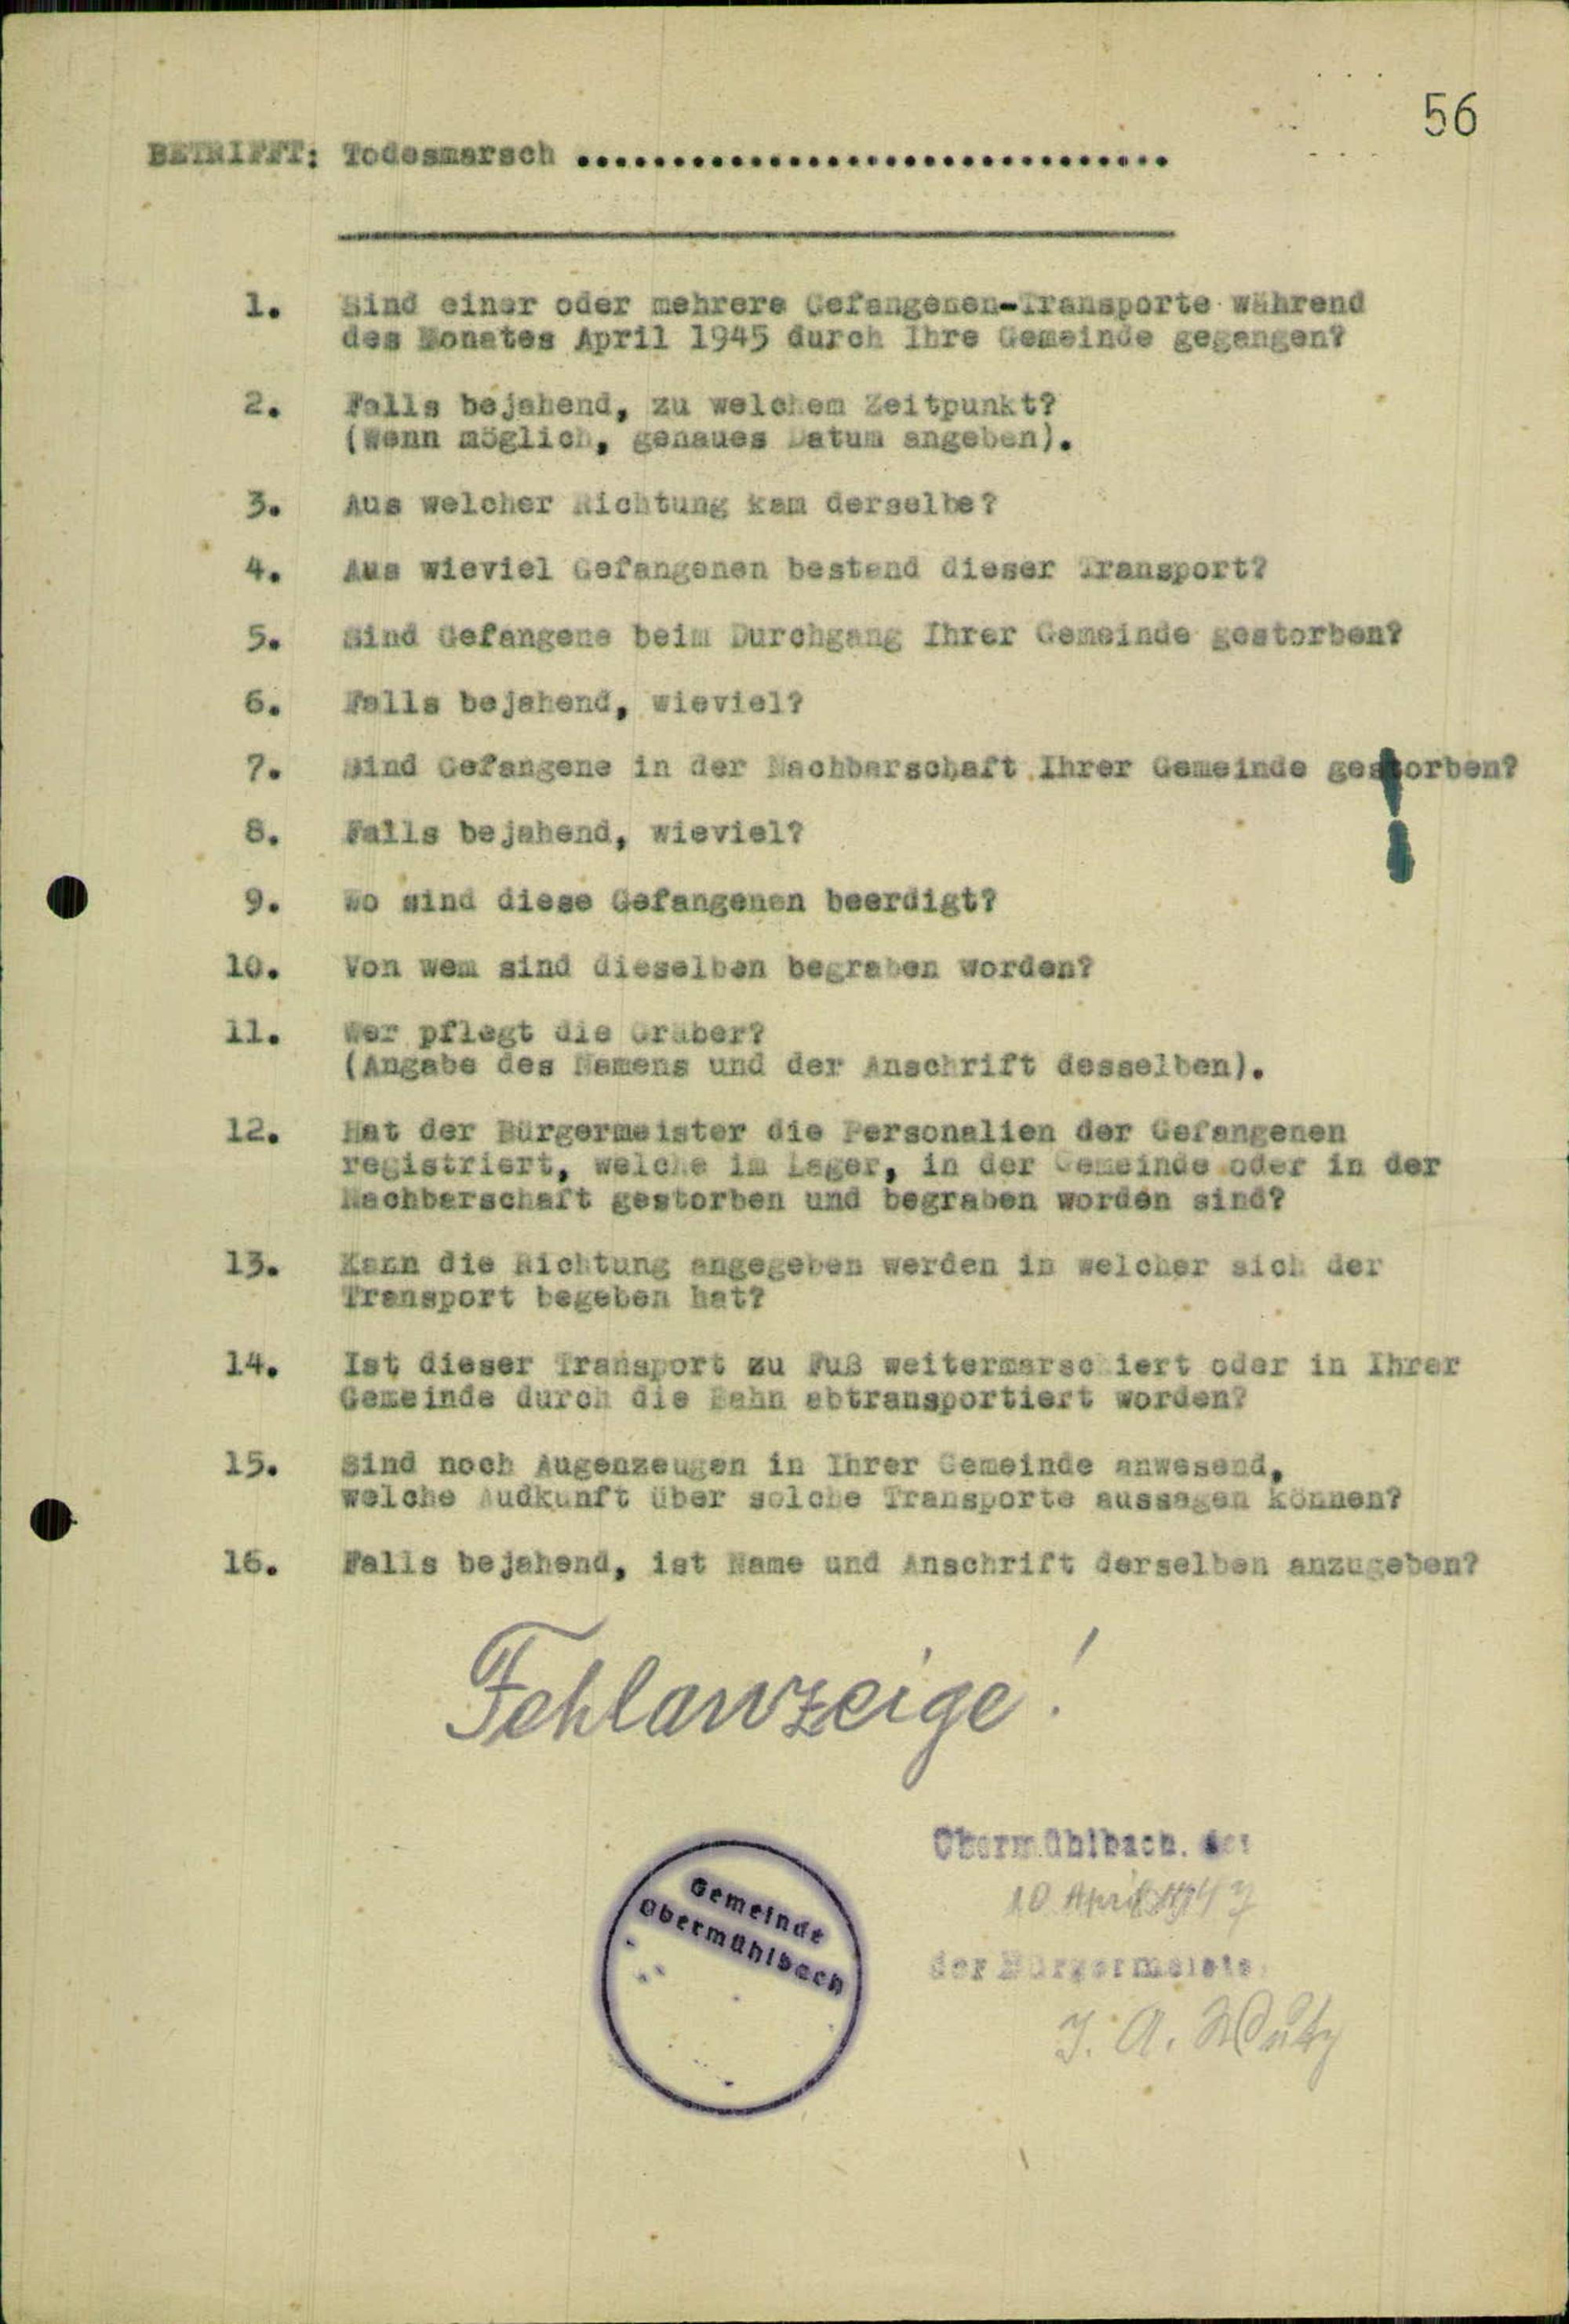 56
BETRIFFT: Todesmarsch ...............................
1. Sind einer oder mehrere Gefangenen-Transporte während
des Monates April 1945 durch Ihre Gemeinde gegangen?
2. Falls bejahend, zu welchem Zeitpunkt?
(Wenn möglich, genaues Datum angeben).
3. Aus welcher Richtung kam derselbe?
4. Aus wieviel Gefangenen bestand dieser Transport?
5. Sind Gefangene beim Durchgang Ihrer Gemeinde gestorben?
6. Falls bejahend, wieviel?
7. Sind Gefangene in der Nachbarschaft Ihrer Gemeinde gestorben?
8. Falls bejahend, wieviel?
9. Wo sind diese Gefangenen beerdigt?
10. Von wem sind dieselben begraben worden?
11. Wer pflegt die Gräber?
(Angabe des Namens und der Anschrift desselben).
12. Hat der Bürgermeister die Personalien der Gefangenen
registriert, welche im Lager, in der Gemeinde oder in der
Nachbarschaft gestorben und begraben worden sind?
13. Kann die Richtung angegeben werden in welcher sich der
Transport begeben hat?
14. Ist dieser Transport zu Fuß weitermarschiert oder in Ihrer
Gemeinde durch die Bahn abtransportiert worden?
15. Sind noch Augenzeugen in Ihrer Gemeinde anwesend,
welche Audkunft über solche Transporte aussagen können?
16. Falls bejahend, ist Name und Anschrift derselben anzugeben?
Fehlanzeige!
Gemeinde
Obermühlbach
Obermühlbach, den
10. April 1947
der Bürgermeister
J. A.